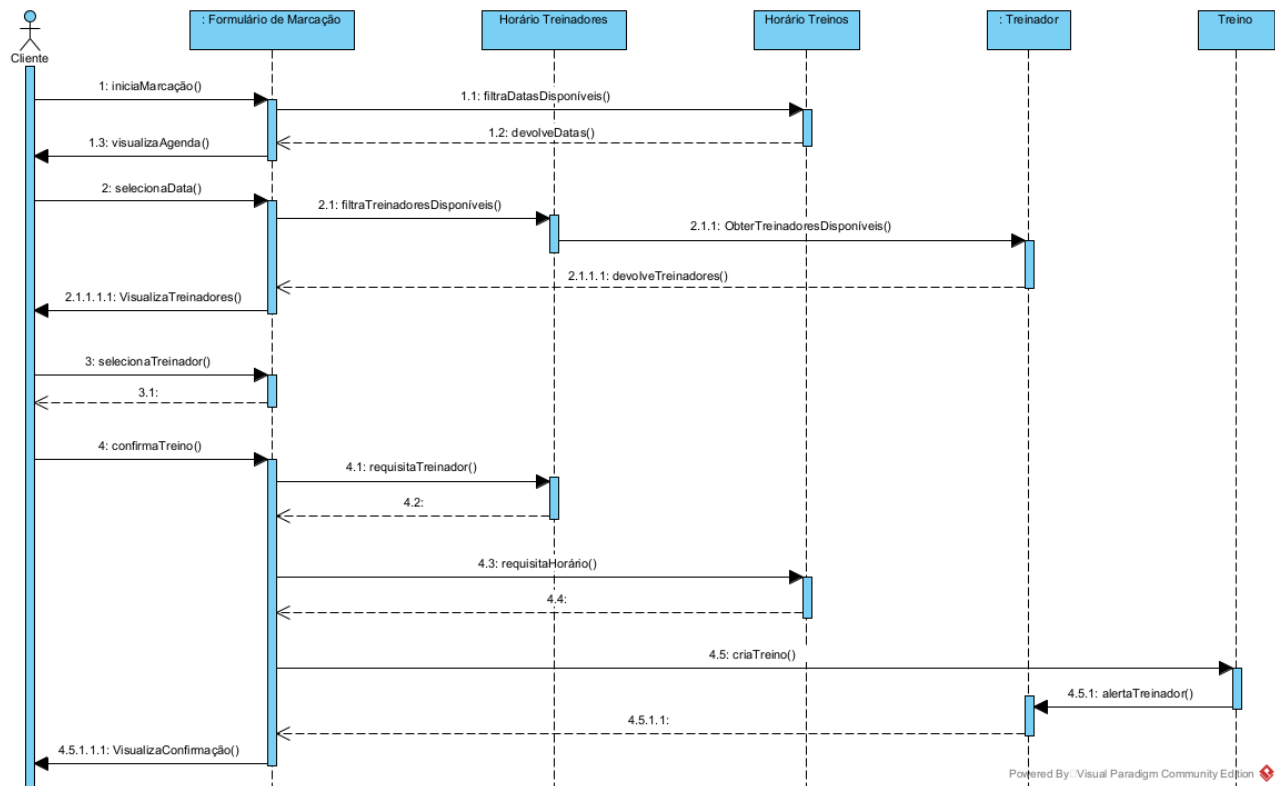 : Formulário de Marcação
Horário Treinadores
Horário Treinos
: Treinador
Treino
Cliente
1: iniciaMarcação()
1.1: filtraDatasDisponíveis()
1.2: devolveDatas()
1.3: visualizaAgenda()
2: selecionaData()
2.1: filtraTreinadoresDisponíveis()
2.1.1: ObterTreinadoresDisponíveis()
2.1.1.1: devolveTreinadores()
2.1.1.1.1: VisualizaTreinadores()
3: selecionaTreinador()
3.1:
4: confirmaTreino()
4.1: requisitaTreinador()
4.2:
4.3: requisitaHorário()
4.4:
4.5: criaTreino()
4.5.1: alertaTreinador()
4.5.1.1:
4.5.1.1.1: VisualizaConfirmação()
Powered By Visual Paradigm Community Edition